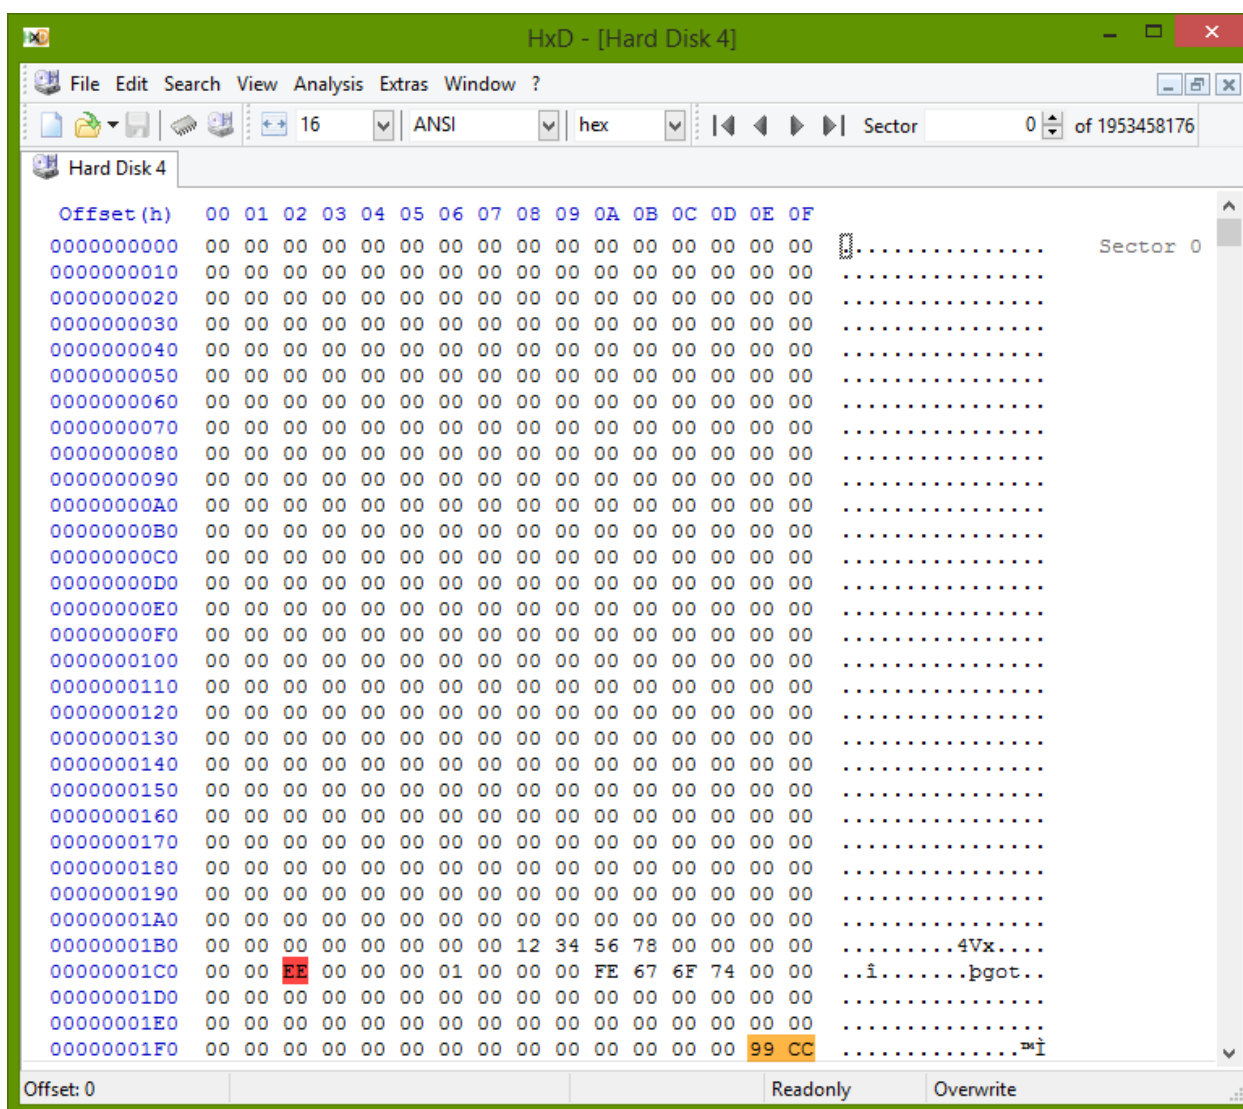 HxD - [Hard Disk 4]
File Edit Search View Analysis Extras Window ?
16 ANSI hex Sector 0 of 1953458176
Hard Disk 4
Offset(h) 00 01 02 03 04 05 06 07 08 09 0A 0B 0C 0D 0E 0F
0000000000 00 00 00 00 00 00 00 00 00 00 00 00 00 00 00 00 ................ Sector 0
0000000010 00 00 00 00 00 00 00 00 00 00 00 00 00 00 00 00 ................
0000000020 00 00 00 00 00 00 00 00 00 00 00 00 00 00 00 00 ................
0000000030 00 00 00 00 00 00 00 00 00 00 00 00 00 00 00 00 ................
0000000040 00 00 00 00 00 00 00 00 00 00 00 00 00 00 00 00 ................
0000000050 00 00 00 00 00 00 00 00 00 00 00 00 00 00 00 00 ................
0000000060 00 00 00 00 00 00 00 00 00 00 00 00 00 00 00 00 ................
0000000070 00 00 00 00 00 00 00 00 00 00 00 00 00 00 00 00 ................
0000000080 00 00 00 00 00 00 00 00 00 00 00 00 00 00 00 00 ................
0000000090 00 00 00 00 00 00 00 00 00 00 00 00 00 00 00 00 ................
00000000A0 00 00 00 00 00 00 00 00 00 00 00 00 00 00 00 00 ................
00000000B0 00 00 00 00 00 00 00 00 00 00 00 00 00 00 00 00 ................
00000000C0 00 00 00 00 00 00 00 00 00 00 00 00 00 00 00 00 ................
00000000D0 00 00 00 00 00 00 00 00 00 00 00 00 00 00 00 00 ................
00000000E0 00 00 00 00 00 00 00 00 00 00 00 00 00 00 00 00 ................
00000000F0 00 00 00 00 00 00 00 00 00 00 00 00 00 00 00 00 ................
0000000100 00 00 00 00 00 00 00 00 00 00 00 00 00 00 00 00 ................
0000000110 00 00 00 00 00 00 00 00 00 00 00 00 00 00 00 00 ................
0000000120 00 00 00 00 00 00 00 00 00 00 00 00 00 00 00 00 ................
0000000130 00 00 00 00 00 00 00 00 00 00 00 00 00 00 00 00 ................
0000000140 00 00 00 00 00 00 00 00 00 00 00 00 00 00 00 00 ................
0000000150 00 00 00 00 00 00 00 00 00 00 00 00 00 00 00 00 ................
0000000160 00 00 00 00 00 00 00 00 00 00 00 00 00 00 00 00 ................
0000000170 00 00 00 00 00 00 00 00 00 00 00 00 00 00 00 00 ................
0000000180 00 00 00 00 00 00 00 00 00 00 00 00 00 00 00 00 ................
0000000190 00 00 00 00 00 00 00 00 00 00 00 00 00 00 00 00 ................
00000001A0 00 00 00 00 00 00 00 00 00 00 00 00 00 00 00 00 ................
00000001B0 00 00 00 00 00 00 00 00 12 34 56 78 00 00 00 00 .........4Vx....
00000001C0 00 00 EE 00 00 00 01 00 00 00 FE 67 6F 74 00 00 ..î.......þgot..
00000001D0 00 00 00 00 00 00 00 00 00 00 00 00 00 00 00 00 ................
00000001E0 00 00 00 00 00 00 00 00 00 00 00 00 00 00 00 00 ................
00000001F0 00 00 00 00 00 00 00 00 00 00 00 00 00 00 99 CC ..............™Ì
Offset: 0 Readonly Overwrite